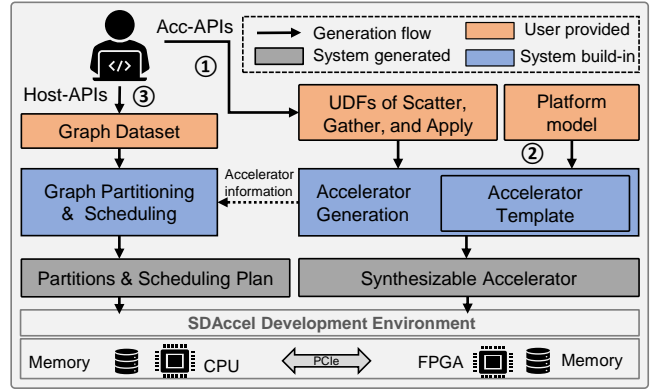 Acc-APIs
Generation flow
User provided
System generated
System build-in
①
</>
Host-APIs
③
Graph Dataset
UDFs of Scatter,
Gather, and Apply
Platform
model
②
Graph Partitioning
& Scheduling
Accelerator
information
Accelerator
Generation
Accelerator
Template
Partitions & Scheduling Plan
Synthesizable Accelerator
SDAccel Development Environment
Memory
CPU
PCIe
FPGA
Memory